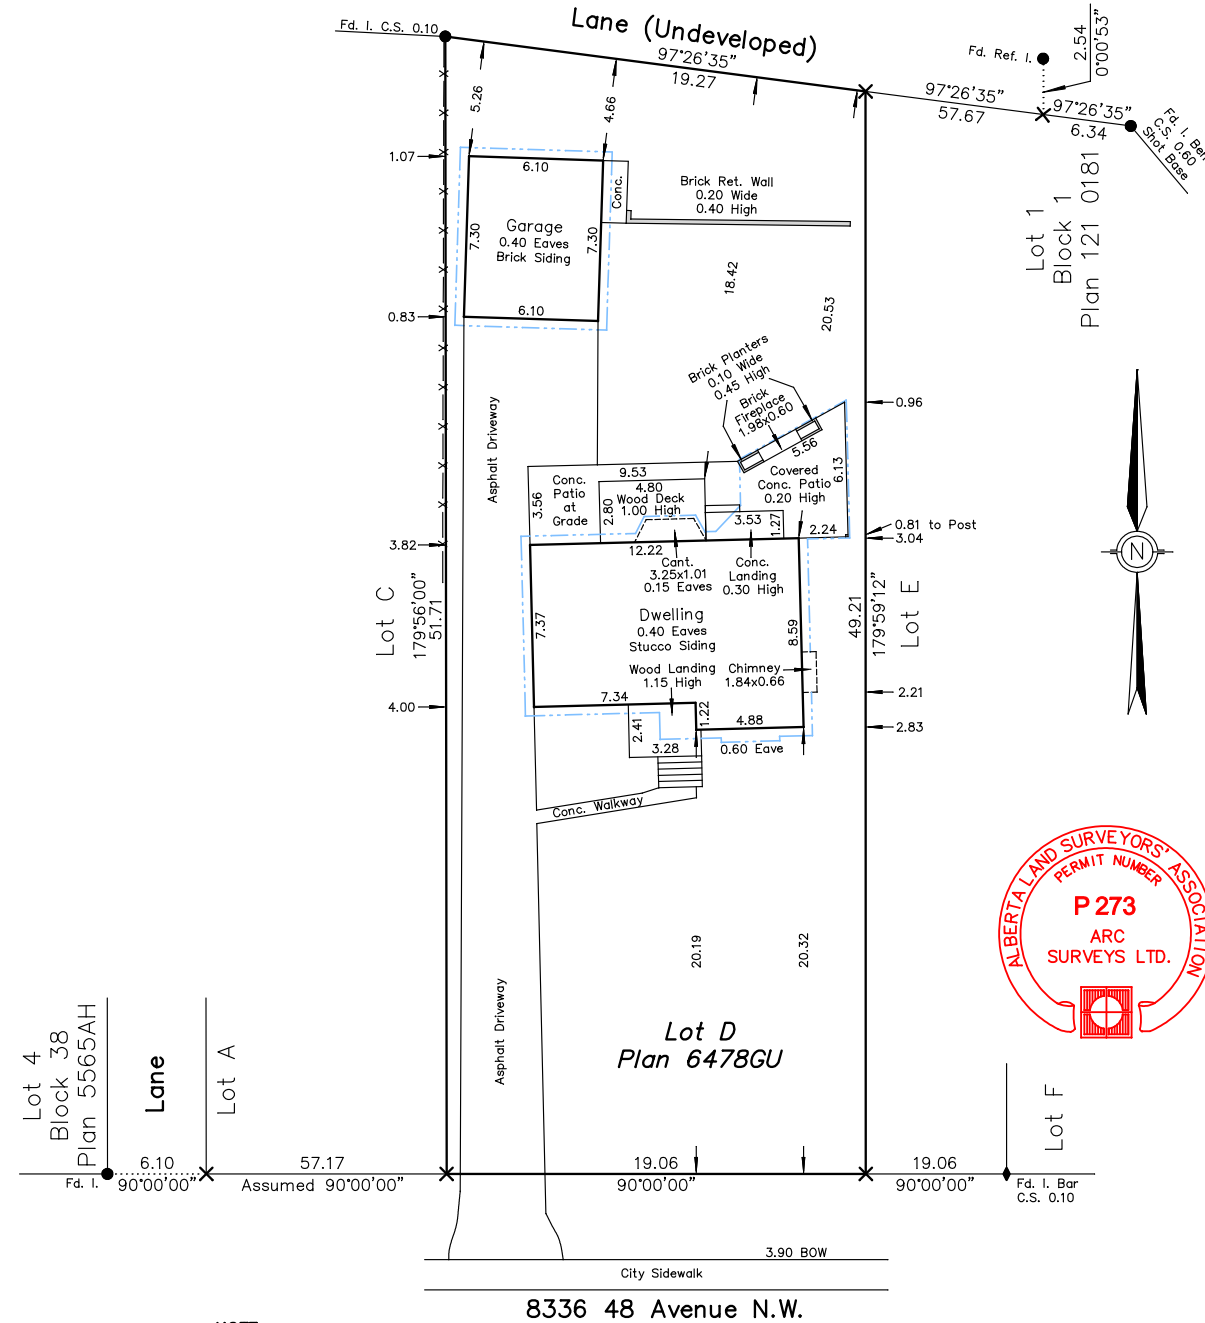 Lane (Undeveloped)
Fd. I. C.S. 0.10
97°26'35"
19.27
Fd. Ref. I.
2.54
0°00'53"
97°26'35"
57.67
97°26'35"
6.34
C.S. 0.60
Shot Base
Lot 1
Block 1
Plan 121 0181
5.26
4.66
1.07
6.10
Conc.
Brick Ret. Wall
0.20 Wide
0.40 High
7.30
Garage
0.40 Eaves
Brick Siding
7.30
6.10
0.83
18.42
20.53
Brick Planters
0.10 Wide
0.45 High
Brick
Fireplace
1.98x0.60
0.96
5.56
6.13
Asphalt Driveway
9.53
Conc.
Patio
at
Grade
3.56
4.80
Wood Deck
1.00 High
2.80
Covered
Conc. Patio
0.20 High
3.53
1.27
2.24
0.81 to Post
3.04
3.82
12.22
Cant.
3.25x1.01
0.15 Eaves
Conc.
Landing
0.30 High
Lot C
179°56'00"
51.71
7.37
Dwelling
0.40 Eaves
Stucco Siding
8.59
49.21
179°59'12"
Lot E
N
Wood Landing
1.15 High
Chimney
1.84x0.66
2.21
4.00
7.34
1.22
4.88
2.83
2.41
3.28
0.60 Eave
Conc. Walkway
ALBERTA LAND SURVEYORS' ASSOCIATION
PERMIT NUMBER
P 273
ARC
SURVEYS LTD.
20.19
20.32
Asphalt Driveway
Lot D
Plan 6478GU
Lot 4
Block 38
Plan 5565AH
Lane
Lot A
Lot F
6.10
90°00'00"
Fd. I.
57.17
Assumed 90°00'00"
19.06
90°00'00"
19.06
90°00'00"
Fd. I. Bar
C.S. 0.10
3.90 BOW
City Sidewalk
8336 48 Avenue N.W.